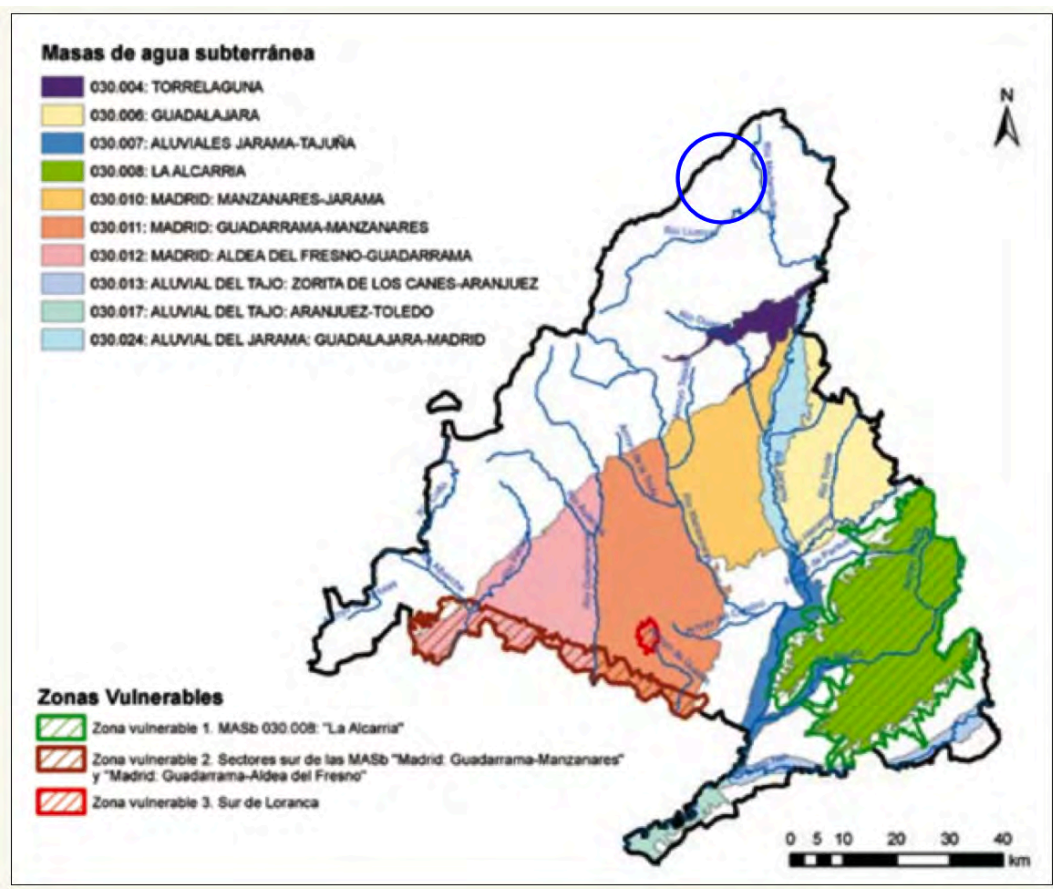 Masas de agua subterránea
030.004: TORRELAGUNA
030.006: GUADALAJARA
030.007: ALUVIALES JARAMA-TAJUÑA
030.008: LA ALCARRIA
030.010: MADRID: MANZANARES-JARAMA
030.011: MADRID: GUADARRAMA-MANZANARES
030.012: MADRID: ALDEA DEL FRESNO-GUADARRAMA
030.013: ALUVIAL DEL TAJO: ZORITA DE LOS CANES-ARANJUEZ
030.017: ALUVIAL DEL TAJO: ARANJUEZ-TOLEDO
030.024: ALUVIAL DEL JARAMA: GUADALAJARA-MADRID
N
Río Lozoya
Zonas Vulnerables
Zona vulnerable 1. MASb 030.008: "La Alcarria"
Zona vulnerable 2. Sectores sur de las MASb "Madrid: Guadarrama-Manzanares"
y "Madrid: Guadarrama-Aldea del Fresno"
Zona vulnerable 3. Sur de Loranca
0 5 10 20 30 40
km